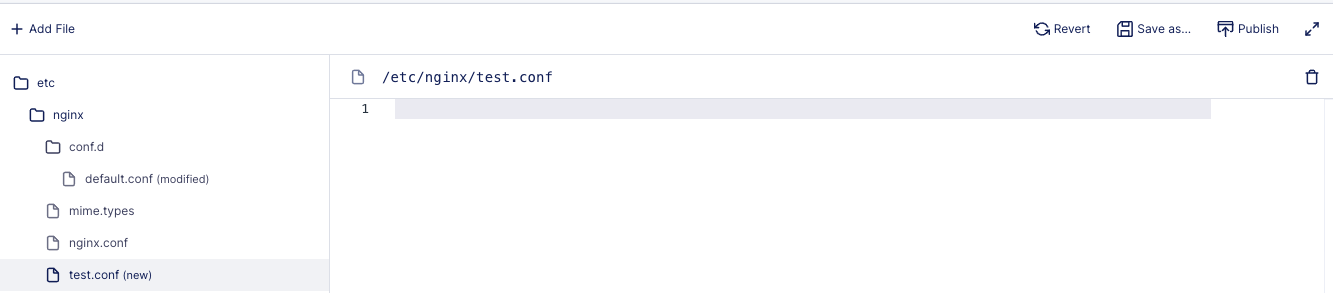 Add File
Revert
Save as...
Publish
etc
nginx
conf.d
default.conf (modified)
mime.types
nginx.conf
test.conf (new)
/etc/nginx/test.conf
1